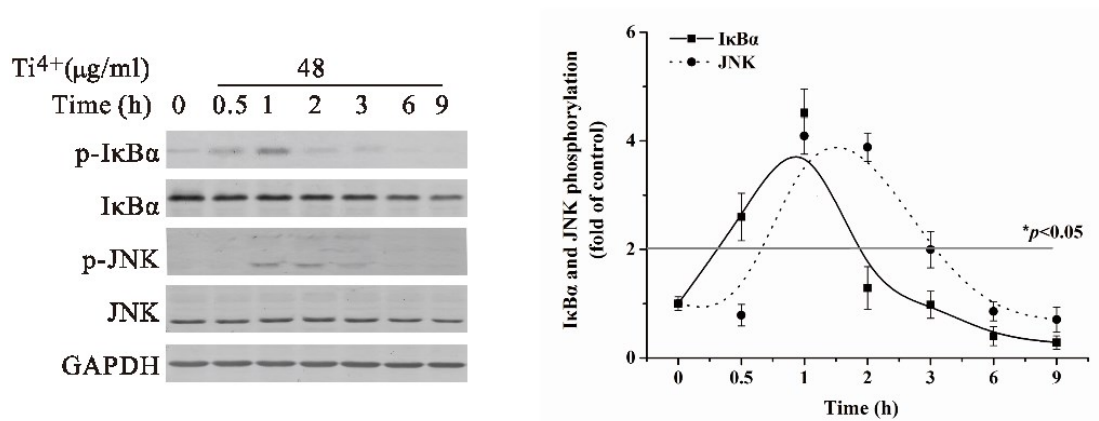 Ti⁴⁺(μg/ml) 48
Time (h) 0 0.5 1 2 3 6 9
p-IκBα
IκBα
p-JNK
JNK
GAPDH
IκBα and JNK phosphorylation
(fold of control)
6
4
2
0
IκBα
JNK
*p<0.05
0 0.5 1 2 3 6 9
Time (h)